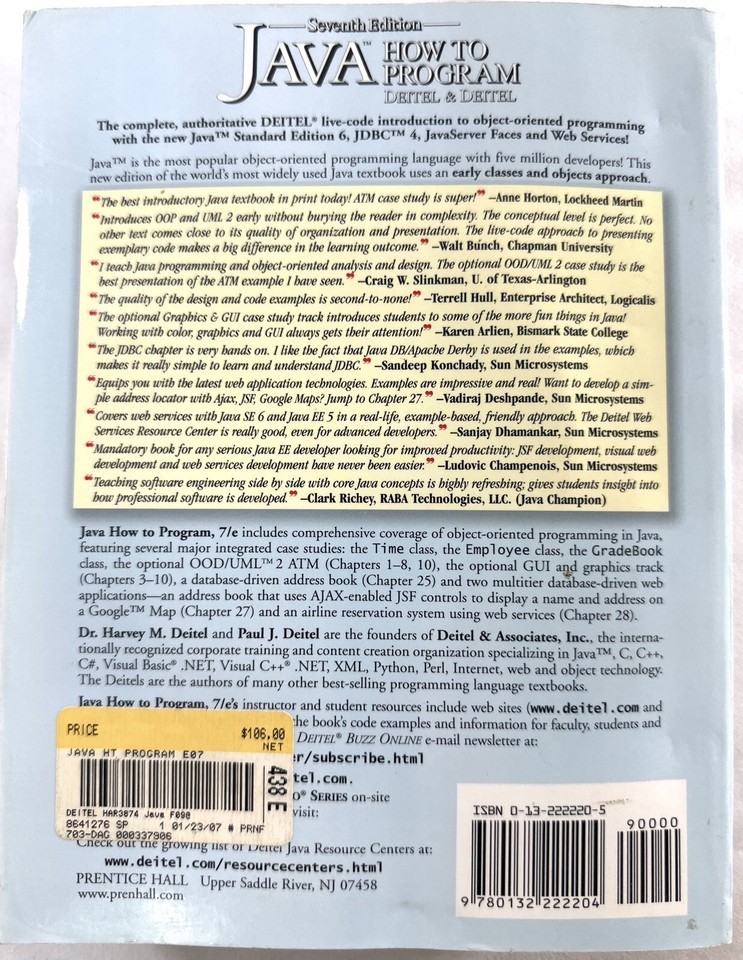 Seventh Edition
JAVA™ HOW TO
PROGRAM
DEITEL & DEITEL
The complete, authoritative DEITEL® live-code introduction to object-oriented programming
with the new Java™ Standard Edition 6, JDBC™ 4, JavaServer Faces and Web Services!
Java™ is the most popular object-oriented programming language with five million developers! This
new edition of the world's most widely used Java textbook uses an early classes and objects approach.
"The best introductory Java textbook in print today! ATM case study is super!" –Anne Horton, Lockheed Martin
"Introduces OOP and UML 2 early without burying the reader in complexity. The conceptual level is perfect. No
other text comes close to its quality of organization and presentation. The live-code approach to presenting
exemplary code makes a big difference in the learning outcome." –Walt Bunch, Chapman University
"I teach Java programming and object-oriented analysis and design. The optional OOD/UML 2 case study is the
best presentation of the ATM example I have seen." –Craig W. Slinkman, U. of Texas-Arlington
"The quality of the design and code examples is second-to-none!" –Terrell Hull, Enterprise Architect, Logicalis
"The optional Graphics & GUI case study track introduces students to some of the more fun things in Java!
Working with color, graphics and GUI always gets their attention!" –Karen Arlien, Bismark State College
"The JDBC chapter is very hands on. I like the fact that Java DB/Apache Derby is used in the examples, which
makes it really simple to learn and understand JDBC." –Sandeep Konchady, Sun Microsystems
"Equips you with the latest web application technologies. Examples are impressive and real! Want to develop a sim-
ple address locator with Ajax, JSF, Google Maps? Jump to Chapter 27." –Vadiraj Deshpande, Sun Microsystems
"Covers web services with Java SE 6 and Java EE 5 in a real-life, example-based, friendly approach. The Deitel Web
Services Resource Center is really good, even for advanced developers." –Sanjay Dhamankar, Sun Microsystems
"Mandatory book for any serious Java EE developer looking for improved productivity: JSF development, visual web
development and web services development have never been easier." –Ludovic Champenois, Sun Microsystems
"Teaching software engineering side by side with core Java concepts is highly refreshing; gives students insight into
how professional software is developed." –Clark Richey, RABA Technologies, LLC. (Java Champion)
Java How to Program, 7/e includes comprehensive coverage of object-oriented programming in Java,
featuring several major integrated case studies: the Time class, the Employee class, the GradeBook
class, the optional OOD/UML™ 2 ATM (Chapters 1–8, 10), the optional GUI and graphics track
(Chapters 3–10), a database-driven address book (Chapter 25) and two multitier database-driven web
applications—an address book that uses AJAX-enabled JSF controls to display a name and address on
a Google™ Map (Chapter 27) and an airline reservation system using web services (Chapter 28).
Dr. Harvey M. Deitel and Paul J. Deitel are the founders of Deitel & Associates, Inc., the interna-
tionally recognized corporate training and content creation organization specializing in Java™, C, C++,
C#, Visual Basic® .NET, Visual C++® .NET, XML, Python, Perl, Internet, web and object technology.
The Deitels are the authors of many other best-selling programming language textbooks.
Java How to Program, 7/e's instructor and student resources include web sites (www.deitel.com and
the book's code examples and information for faculty, students and
DEITEL® BUZZ ONLINE e-mail newsletter at:
er/subscribe.html
tel.com.
O® SERIES on-site
visit:
PRICE $106.00
NET
JAVA HT PROGRAM E07
438 E
DEITEL HAR3874 Java F09@
8641276 SP 1 01/23/07 # PRNF
703-DAG 000337906
Check out the growing list of Deitel Java Resource Centers at:
www.deitel.com/resourcecenters.html
PRENTICE HALL Upper Saddle River, NJ 07458
www.prenhall.com
ISBN 0-13-222220-5
90000
9 780132 222204